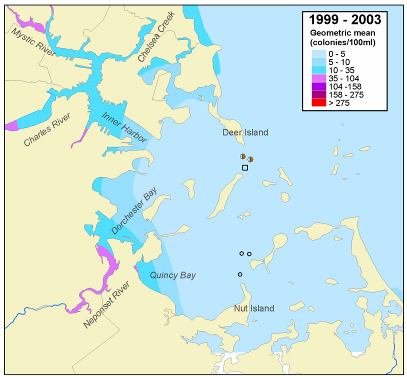 1999 - 2003
Geometric mean
(colonies/100ml)
0 - 5
5 - 10
10 - 35
35 - 104
104 -158
158 - 275
> 275
Mystic River
Chelsea Creek
Charles River
Inner Harbor
Deer Island
Dorchester Bay
Quincy Bay
Neponset River
Nut Island